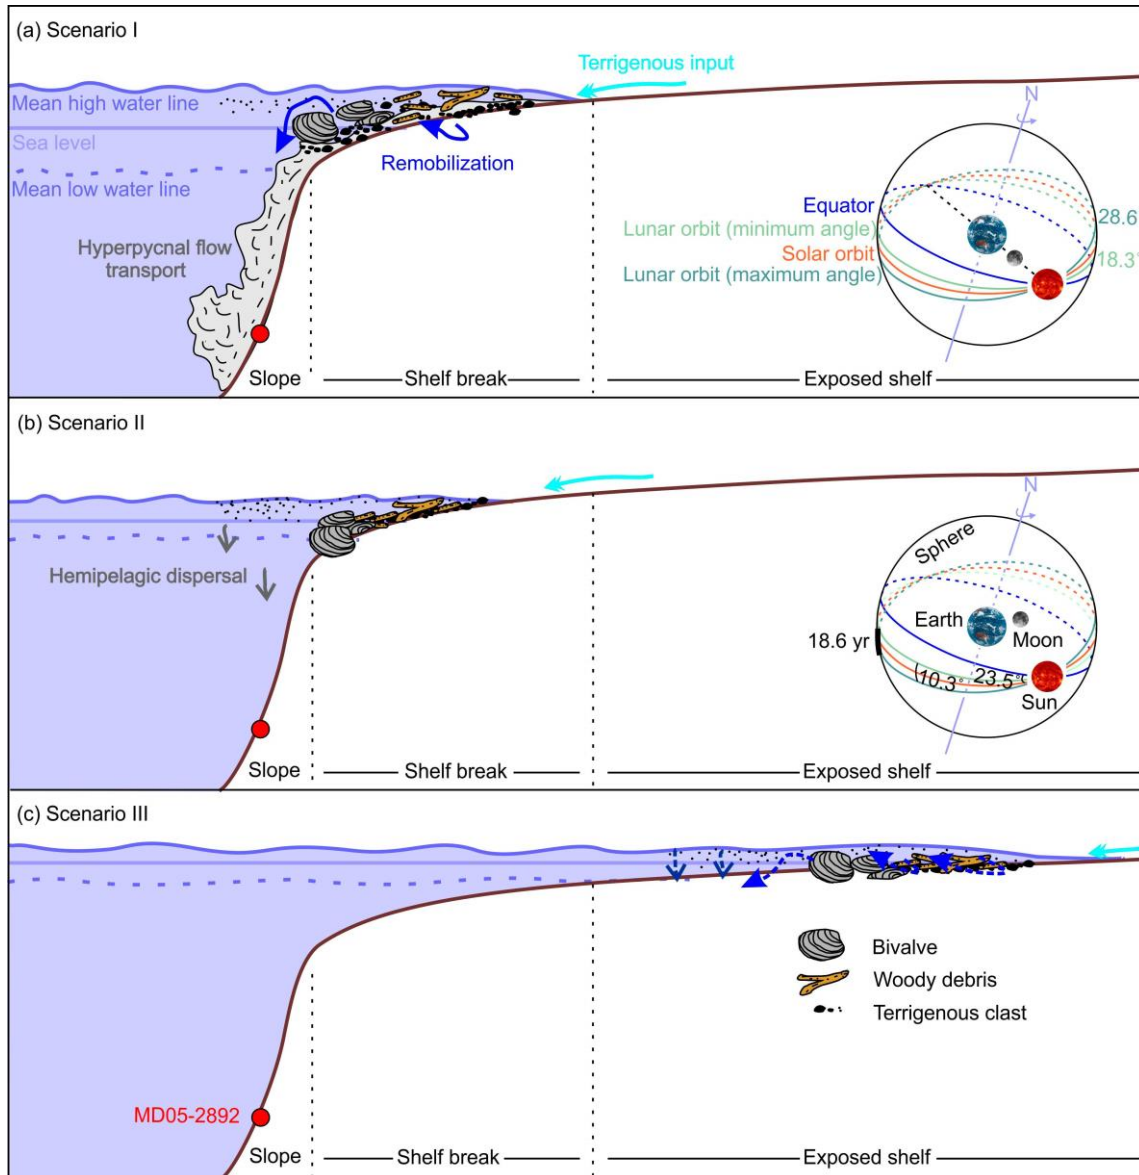 (a) Scenario I
Terrigenous input
Mean high water line
Sea level
Remobilization
Mean low water line
Hyperpycnal flow
transport
N
Equator
Lunar orbit (minimum angle)
Solar orbit
Lunar orbit (maximum angle)
28.6°
18.3°
Slope
Shelf break
Exposed shelf
(b) Scenario II
Hemipelagic dispersal
N
Sphere
Earth
Moon
18.6 yr
10.3°
23.5°
Sun
Slope
Shelf break
Exposed shelf
(c) Scenario III
Bivalve
Woody debris
Terrigenous clast
MD05-2892
Slope
Shelf break
Exposed shelf